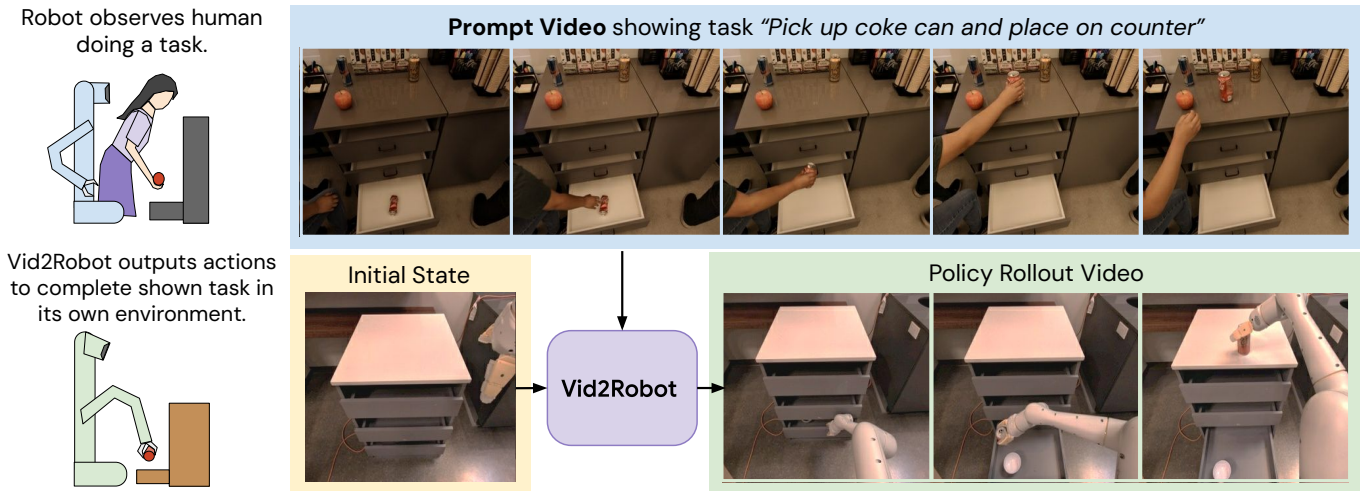 Robot observes human
doing a task.
Prompt Video showing task “Pick up coke can and place on counter”
Vid2Robot outputs actions
to complete shown task in
its own environment.
Initial State
Vid2Robot
Policy Rollout Video